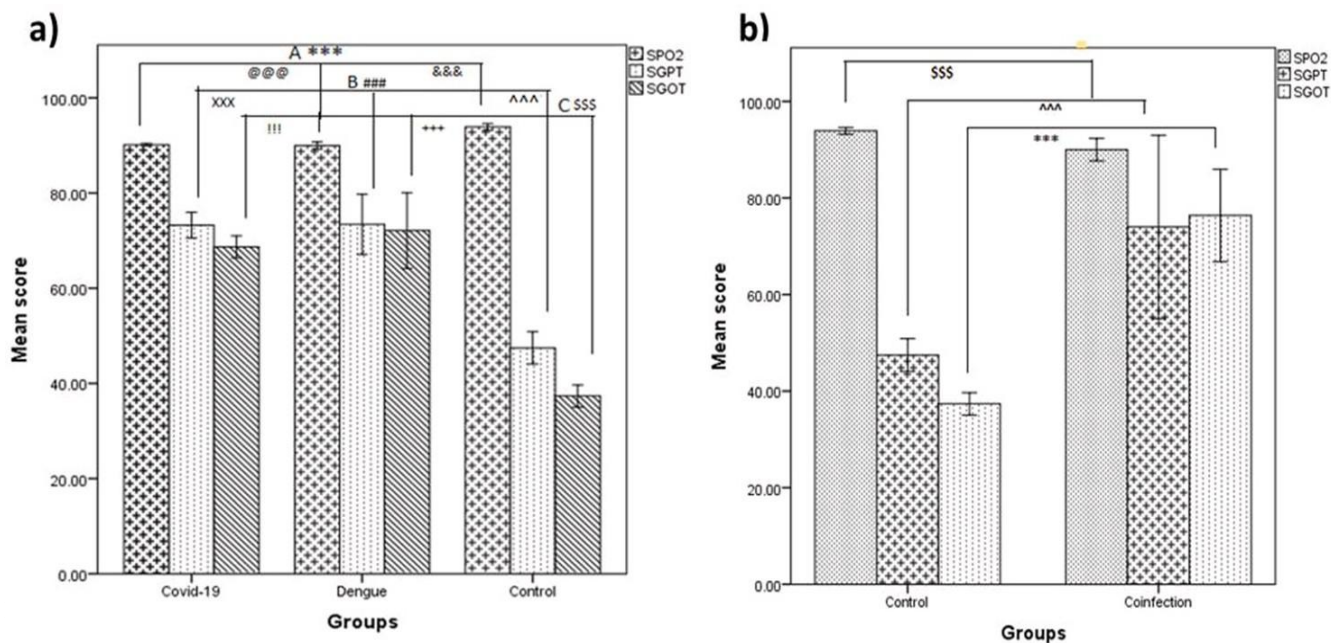 a)
A ***
@@@
&&&
B ###
XXX
^^^
C $$$
!!!
+++
SPO2
SGPT
SGOT
Mean score
100.00
80.00
60.00
40.00
20.00
0.00
Covid-19
Dengue
Control
Groups
b)
$$$
^^^
***
SPO2
SGPT
SGOT
Mean score
100.00
80.00
60.00
40.00
20.00
0.00
Control
Coinfection
Groups